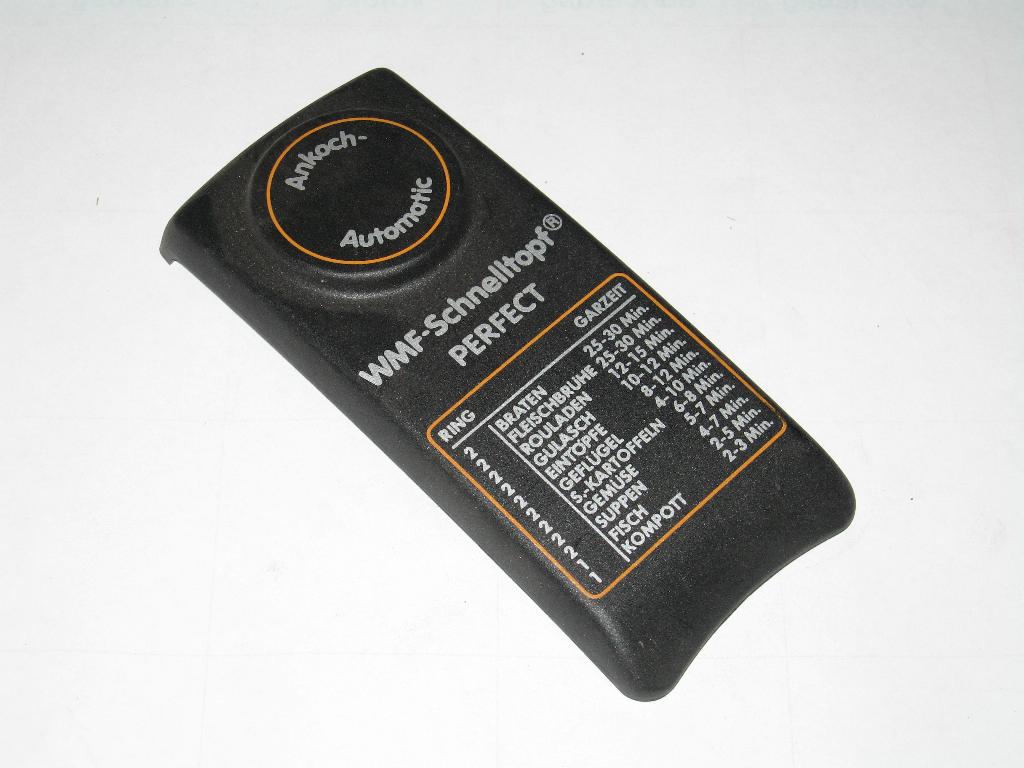 Ankoch-
Automatic
WMF-Schnelltopf®
PERFECT
RING GARZEIT
2 BRATEN 25-30 Min.
2 FLEISCHBRÜHE 25-30 Min.
2 ROULADEN 12-15 Min.
2 GULASCH 10-12 Min.
2 EINTÖPFE 8-12 Min.
2 GEFLÜGEL 4-10 Min.
2 S.-KARTOFFELN 6-8 Min.
2 GEMÜSE 5-7 Min.
2 SUPPEN 4-7 Min.
1 FISCH 2-5 Min.
1 KOMPOTT 2-3 Min.